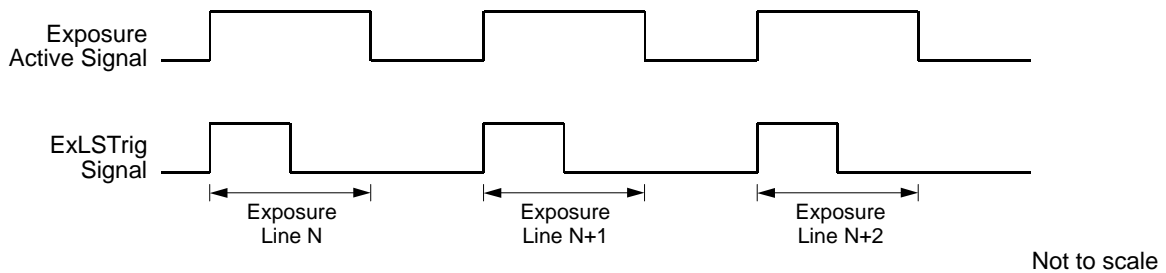 Exposure
Active Signal
ExLSTrig
Signal
Exposure
Line N
Exposure
Line N+1
Exposure
Line N+2
Not to scale